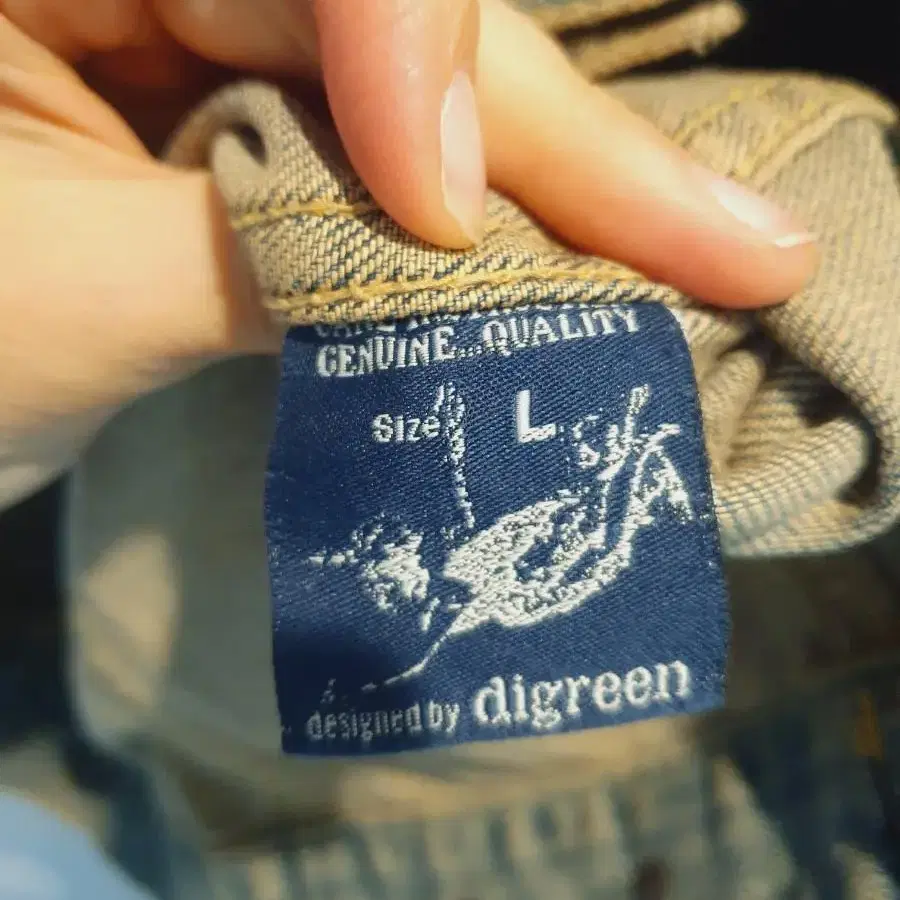 GENUINE...QUALITY
Size L
designed by digreen